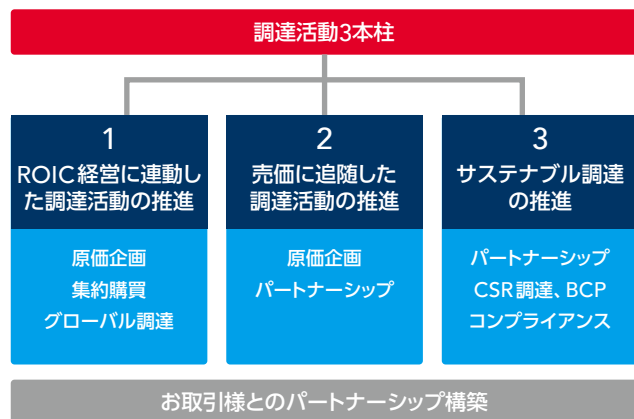 調達活動3本柱
1
ROIC経営に連動し
た調達活動の推進
原価企画
集約購買
グローバル調達
2
売価に追随した
調達活動の推進
原価企画
パートナーシップ
3
サステナブル調達
の推進
パートナーシップ
CSR調達、BCP
コンプライアンス
お取引様とのパートナーシップ構築